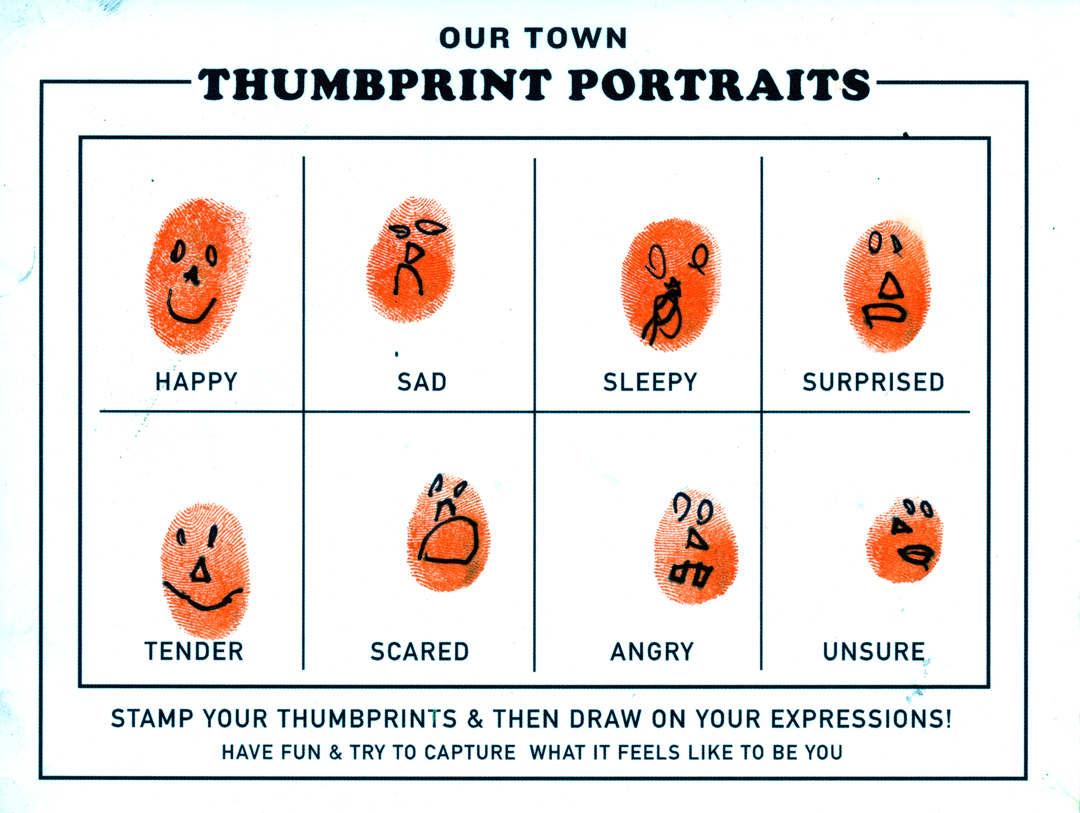 OUR TOWN
THUMBPRINT PORTRAITS
HAPPY
SAD
SLEEPY
SURPRISED
TENDER
SCARED
ANGRY
UNSURE
STAMP YOUR THUMBPRINTS & THEN DRAW ON YOUR EXPRESSIONS!
HAVE FUN & TRY TO CAPTURE WHAT IT FEELS LIKE TO BE YOU